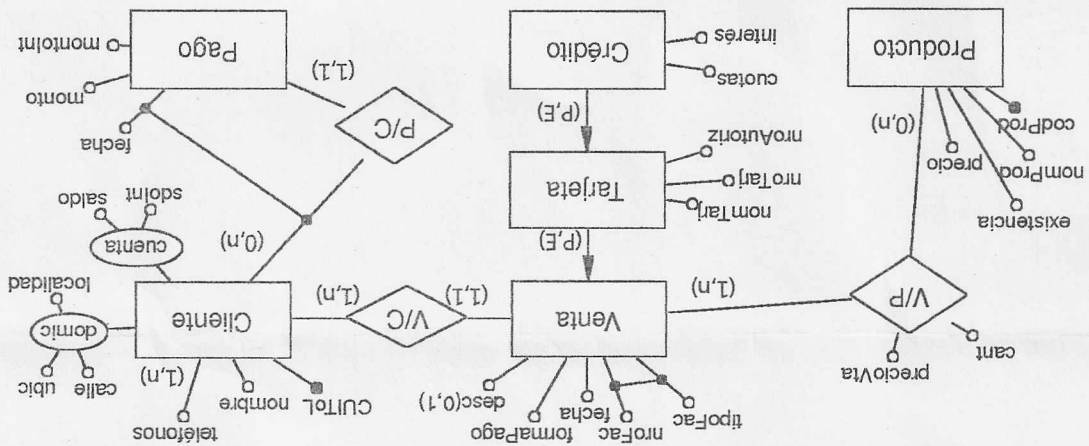 tipoFac
nroFac
fecha
formaPago
desc(0,1)
CUIToL
nombre
teléfonos
(1,n)
calle
ubic
cant
precioVta
domic
localidad
V/P
Venta
V/C
Cliente
(1,n)
(1,1)
(1,n)
cuenta
saldo
sdoInt
(P,E)
(0,n)
existencia
nomProd
codProd
precio
(0,n)
Tarjeta
nomTarj
nroTarj
nroAutoriz
P/C
fecha
monto
montoInt
(P,E)
(1,1)
Producto
Crédito
cuotas
interés
Pago